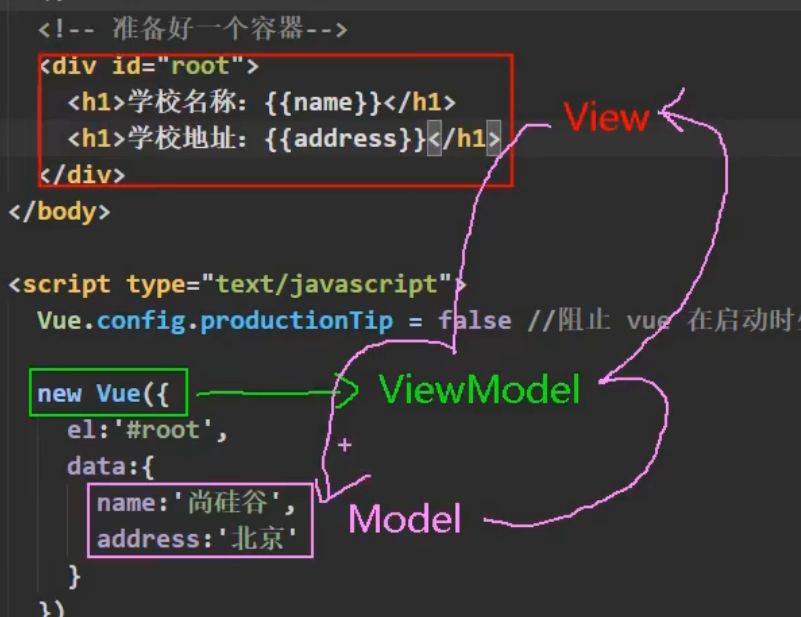 <!-- 准备好一个容器-->
<div id="root">
<h1>学校名称：{{name}}</h1>
<h1>学校地址：{{address}}</h1>
</div>
View
</body>
<script type="text/javascript">
Vue.config.productionTip = false //阻止 vue 在启动时
new Vue({
ViewModel
el:'#root',
data:{
name:'尚硅谷',
address:'北京'
Model
}
})